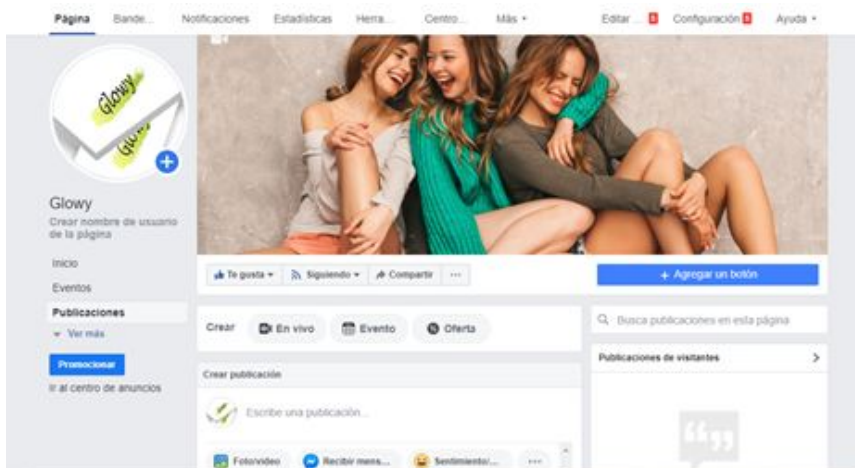 Página Bande... Notificaciones Estadísticas Herra... Centro... Más Editar ... Configuración Ayuda
Glowy
Glowy
Glowy
Crear nombre de usuario
de la página
Inicio
Eventos
Publicaciones
Ver más
Promocionar
Ir al centro de anuncios
Te gusta Siguiendo Compartir ...
+ Agregar un botón
Crear En vivo Evento Oferta
Busca publicaciones en esta página
Publicaciones de visitantes
Crear publicación
Escribe una publicación...
Foto/video Recibir mens... Sentimiento/... ...